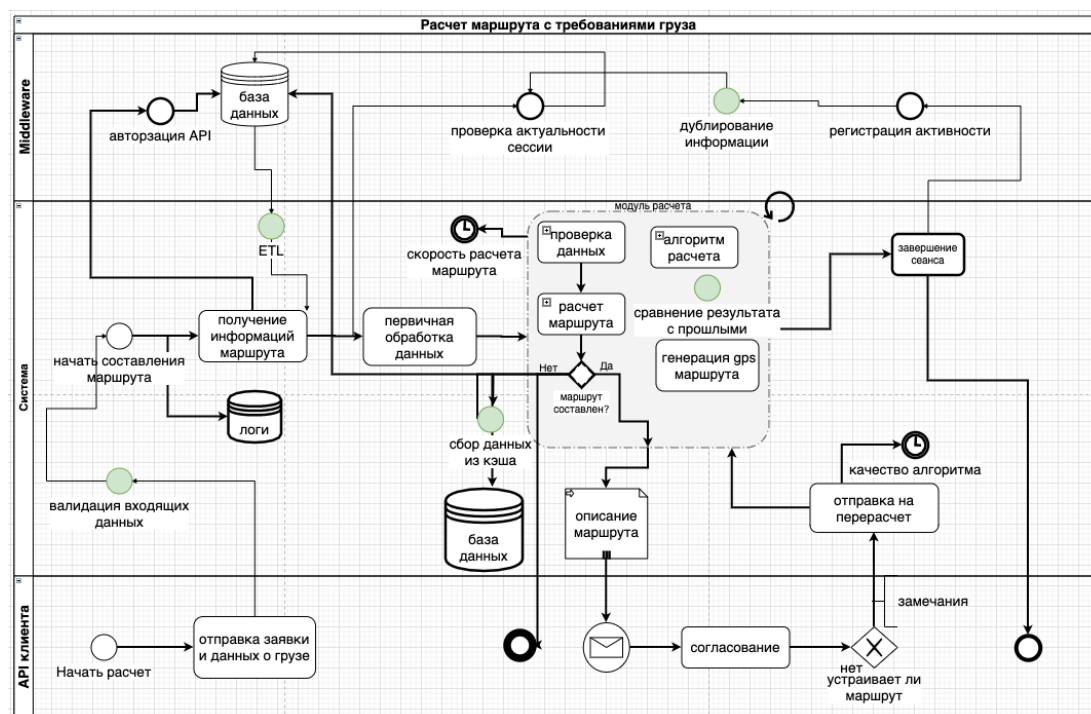 Расчет маршрута с требованиями груза
Middleware
база
данных
авторзация API
проверка актуальности
сессии
дублирование
информации
регистрация активности
Система
ETL
скорость расчета
маршрута
модуль расчета
проверка
данных
алгоритм
расчета
завершение
сеанса
начать составления
маршрута
получение
информаций
маршрута
первичная
обработка
данных
расчет
маршрута
сравнение результата
с прошлыми
генерация gps
маршрута
Нет
Да
маршрут
составлен?
логи
сбор данных
из кэша
валидация входящих
данных
база
данных
описание
маршрута
качество алгоритма
отправка на
перерасчет
API клиента
Начать расчет
отправка заявки
и данных о грузе
согласование
замечания
нет
устраивает ли
маршрут